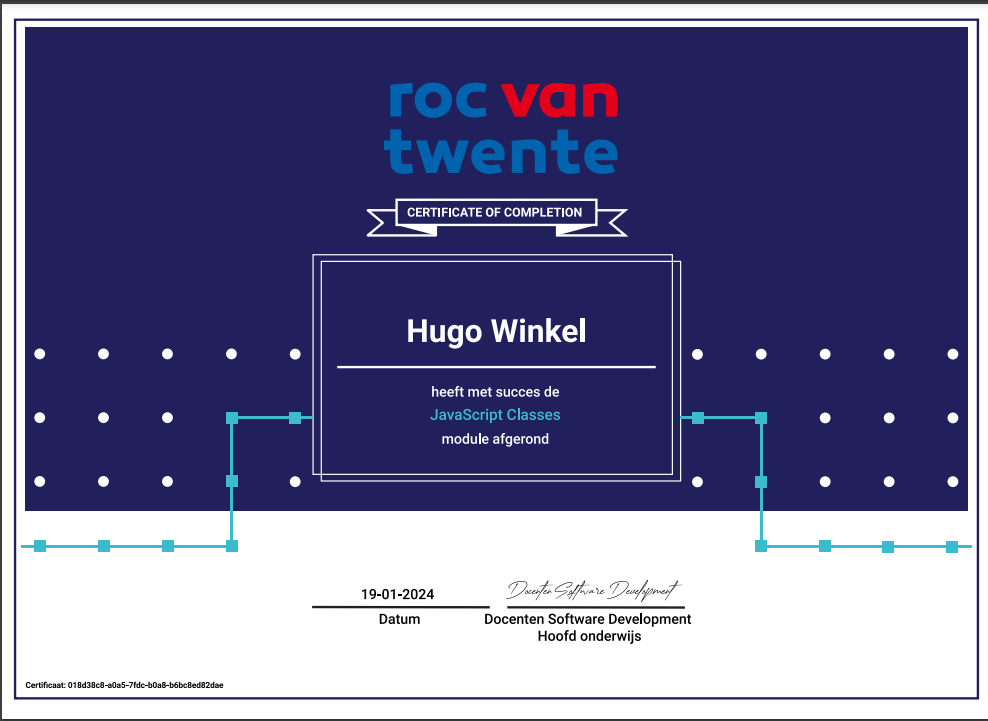 roc van
twente
CERTIFICATE OF COMPLETION
Hugo Winkel
heeft met succes de
JavaScript Classes
module afgerond
19-01-2024
Datum
Docenten Software Development
Docenten Software Development
Hoofd onderwijs
Certificaat: 018d38c8-a0a5-7fdc-b0a8-b6bc8ed82dae